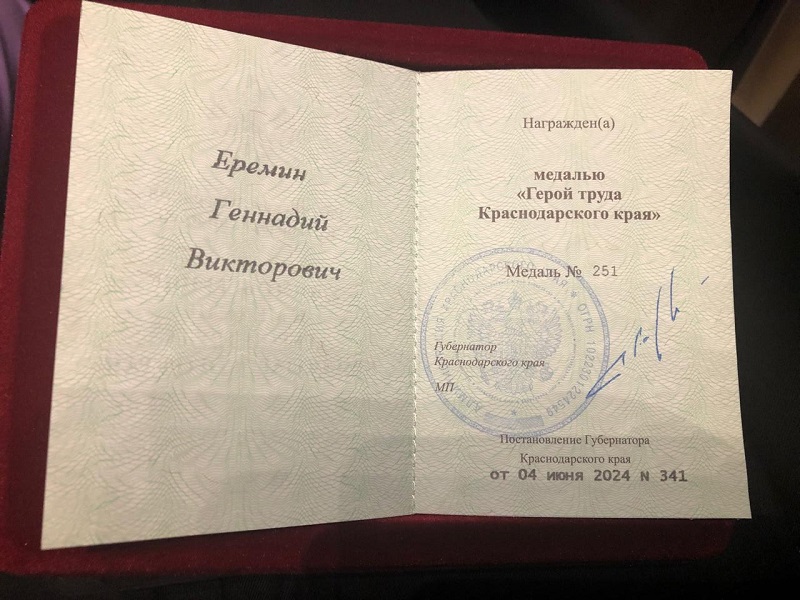 Еремин
Геннадий
Викторович
Награжден(а)
медалью
«Герой труда
Краснодарского края»
Медаль № 251
Губернатор
Краснодарского края
МП
Постановление Губернатора
Краснодарского края
от 04 июня 2024 N 341